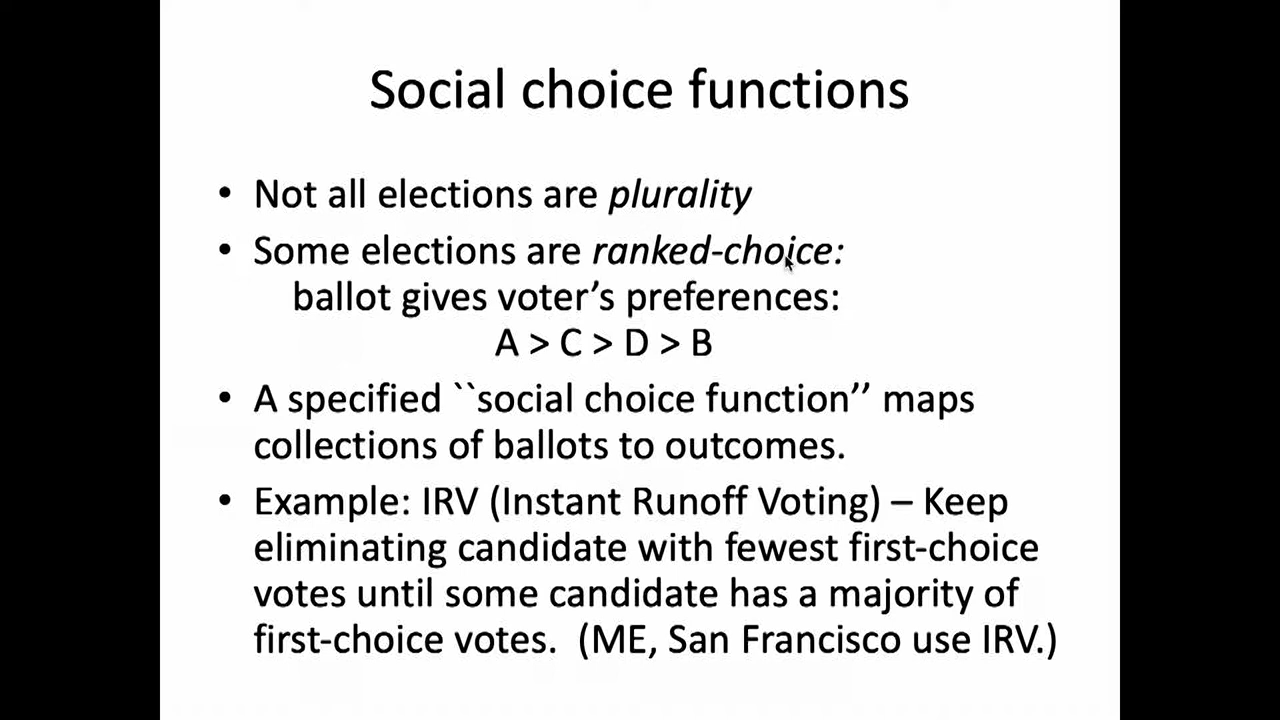 Social choice functions
• Not all elections are plurality
• Some elections are ranked-choice:
ballot gives voter’s preferences:
A > C > D > B
• A specified ``social choice function’’ maps
collections of ballots to outcomes.
• Example: IRV (Instant Runoff Voting) – Keep
eliminating candidate with fewest first-choice
votes until some candidate has a majority of
first-choice votes.  (ME, San Francisco use IRV.)